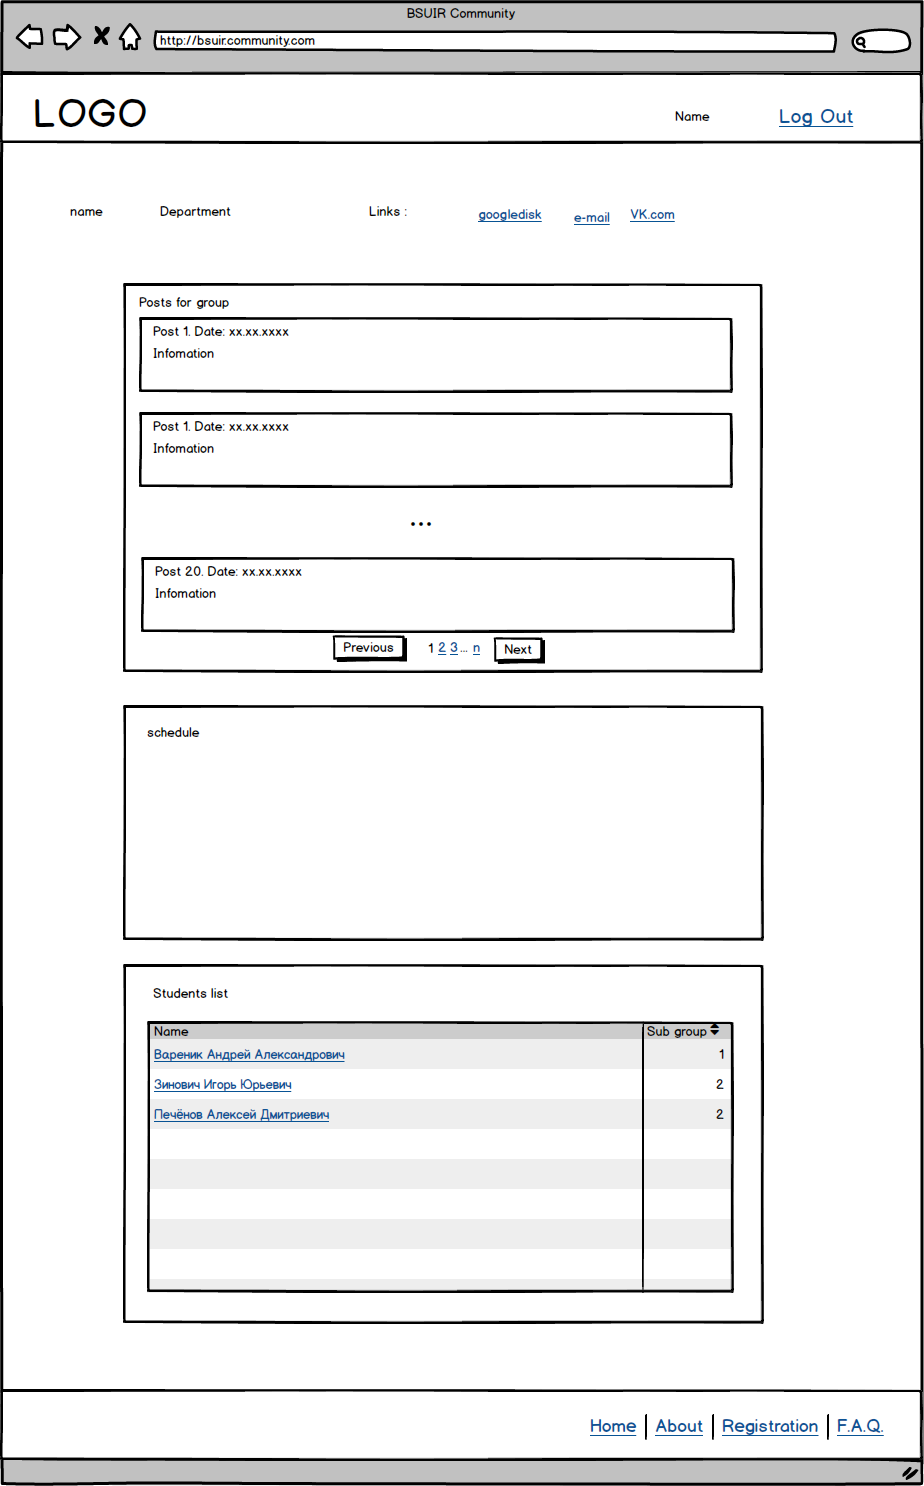 BSUIR Community
http://bsuir.community.com
LOGO
Name
Log Out
name Department Links : googledisk e-mail VK.com
Posts for group
Post 1. Date: xx.xx.xxxx
Infomation
Post 1. Date: xx.xx.xxxx
Infomation
...
Post 20. Date: xx.xx.xxxx
Infomation
Previous 1 2 3 ... n Next
schedule
Students list
Name Sub group
Вареник Андрей Александрович 1
Зинович Игорь Юрьевич 2
Печёнов Алексей Дмитриевич 2
Home | About | Registration | F.A.Q.